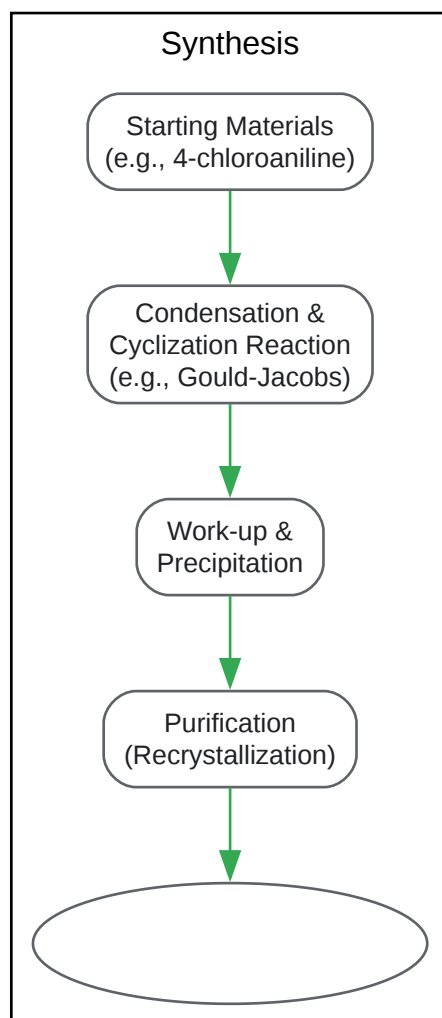 Synthesis
Starting Materials
(e.g., 4-chloroaniline)
Condensation &
Cyclization Reaction
(e.g., Gould-Jacobs)
Work-up &
Precipitation
Purification
(Recrystallization)